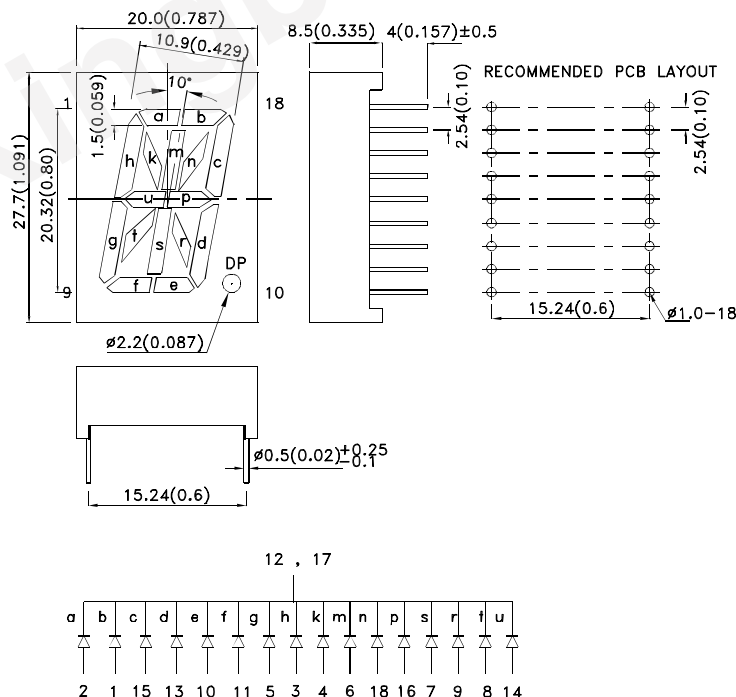 20.0(0.787)
10.9(0.429)
10°
1.5(0.059)
27.7(1.091)
20.32(0.80)
1
18
9
10
a b
h k m n c
u p
g t s r d
f e
DP
ø2.2(0.087)
8.5(0.335) 4(0.157)±0.5
2.54(0.10)
RECOMMENDED PCB LAYOUT
2.54(0.10)
15.24(0.6)
ø1.0-18
ø0.5(0.02)+0.25
-0.1
15.24(0.6)
12 , 17
a b c d e f g h k m n p s r t u
2 1 15 13 10 11 5 3 4 6 18 16 7 9 8 14